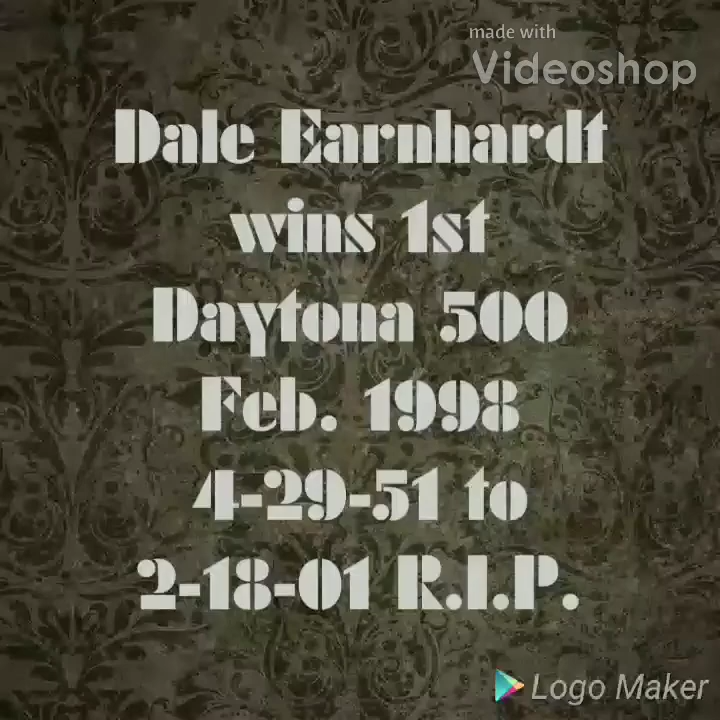 made with
Videoshop
Dale Earnhardt
wins 1st
Daytona 500
Feb. 1998
4-29-51 to
2-18-01 R.I.P.
Logo Maker